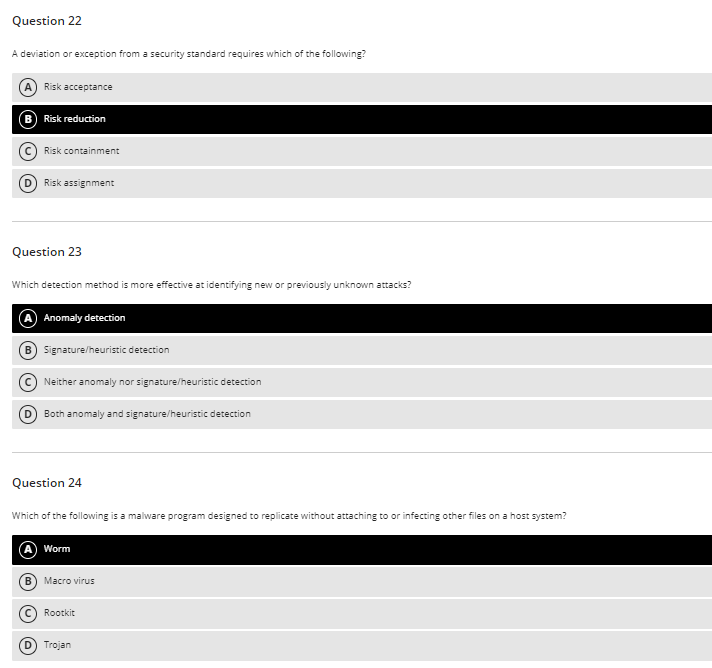 Question 22
A deviation or exception from a security standard requires which of the following?
A Risk acceptance
B Risk reduction
C Risk containment
D Risk assignment
Question 23
Which detection method is more effective at identifying new or previously unknown attacks?
A Anomaly detection
B Signature/heuristic detection
C Neither anomaly nor signature/heuristic detection
D Both anomaly and signature/heuristic detection
Question 24
Which of the following is a malware program designed to replicate without attaching to or infecting other files on a host system?
A Worm
B Macro virus
C Rootkit
D Trojan